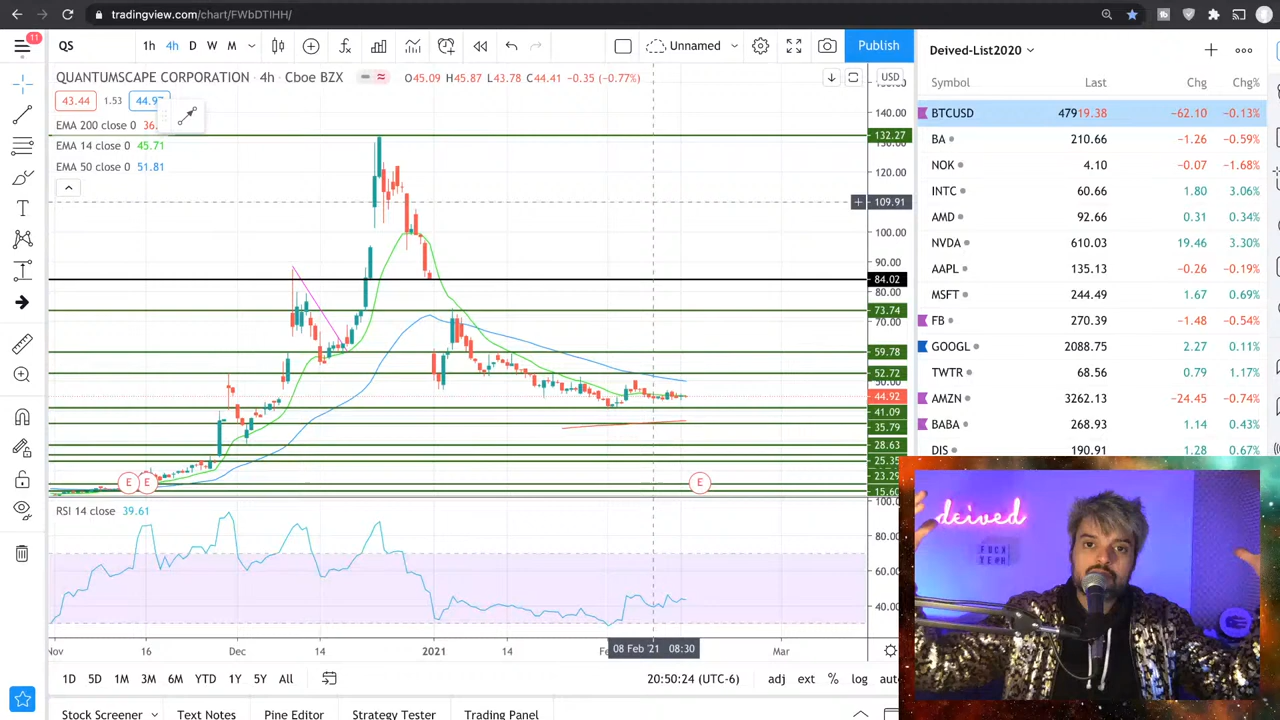 tradingview.com/chart/FWbDTIHH/
11
QS
1h 4h D W M
Unnamed
Publish
QUANTUMSCAPE CORPORATION · 4h · Cboe BZX
O45.09 H45.87 L43.78 C44.41 −0.35 (−0.77%)
USD
43.44 1.53 44.97
EMA 200 close 0 36.
EMA 14 close 0 45.71
EMA 50 close 0 51.81
140.00
132.27
120.00
109.91
100.00
90.00
84.02
80.00
73.74
70.00
59.78
52.72
50.00
44.92
41.09
35.79
28.63
25.35
23.29
15.60
E E E
RSI 14 close 39.61
80.00
60.00
40.00
Nov 16 Dec 14 2021 14 Fe 08 Feb '21 08:30 Mar
1D 5D 1M 3M 6M YTD 1Y 5Y All
20:50:24 (UTC-6)
adj ext % log auto
Stock Screener Text Notes Pine Editor Strategy Tester Trading Panel
Deived-List2020
Symbol Last Chg Chg%
BTCUSD 47919.38 −62.10 −0.13%
BA 210.66 −1.26 −0.59%
NOK 4.10 −0.07 −1.68%
INTC 60.66 1.80 3.06%
AMD 92.66 0.31 0.34%
NVDA 610.03 19.46 3.30%
AAPL 135.13 −0.26 −0.19%
MSFT 244.49 1.67 0.69%
FB 270.39 −1.48 −0.54%
GOOGL 2088.75 2.27 0.11%
TWTR 68.56 0.79 1.17%
AMZN 3262.13 −24.45 −0.74%
BABA 268.93 1.14 0.43%
DIS 190.91 1.28 0.67%
deived
FUCK
YEAH